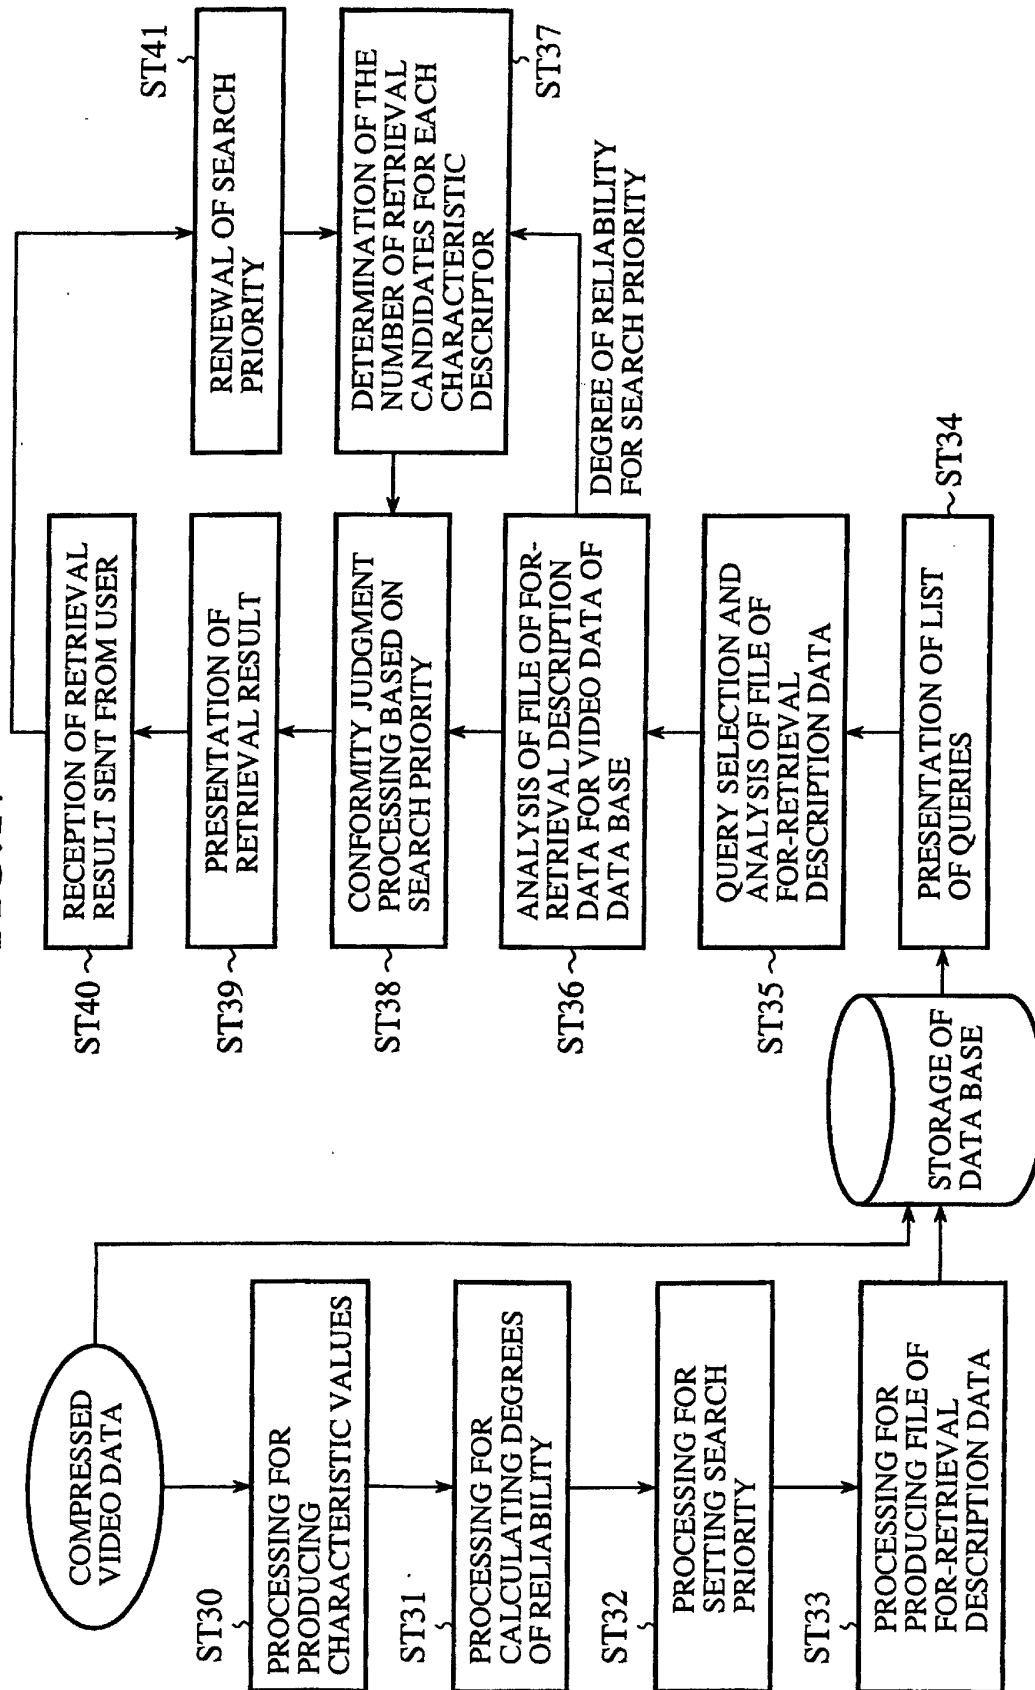 COMPRESSED
VIDEO DATA
ST30
PROCESSING FOR
PRODUCING
CHARACTERISTIC VALUES
ST31
PROCESSING FOR
CALCULATING DEGREES
OF RELIABILITY
ST32
PROCESSING FOR
SETTING SEARCH
PRIORITY
ST33
PROCESSING FOR
PRODUCING FILE OF
FOR-RETRIEVAL
DESCRIPTION DATA
STORAGE OF
DATA BASE
ST40
RECEPTION OF RETRIEVAL
RESULT SENT FROM USER
ST39
PRESENTATION OF
RETRIEVAL RESULT
ST38
CONFORMITY JUDGMENT
PROCESSING BASED ON
SEARCH PRIORITY
ST36
ANALYSIS OF FILE OF FOR-
RETRIEVAL DESCRIPTION
DATA FOR VIDEO DATA OF
DATA BASE
ST35
QUERY SELECTION AND
ANALYSIS OF FILE OF
FOR-RETRIEVAL
DESCRIPTION DATA
PRESENTATION OF LIST
OF QUERIES
ST34
ST41
RENEWAL OF SEARCH
PRIORITY
DETERMINATION OF THE
NUMBER OF RETRIEVAL
CANDIDATES FOR EACH
CHARACTERISTIC
DESCRIPTOR
ST37
DEGREE OF RELIABILITY
FOR SEARCH PRIORITY